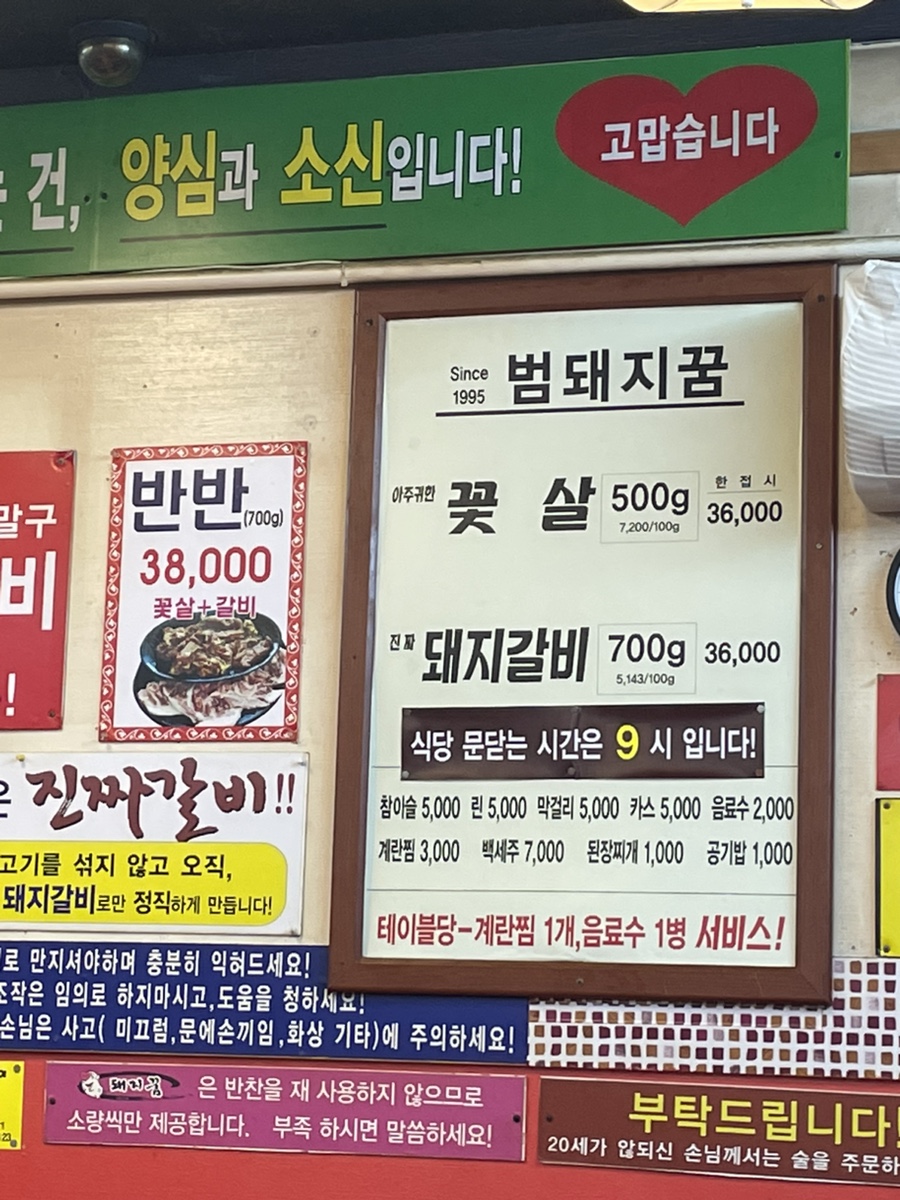 건, 양심과 소신입니다!
고맙습니다
Since 1995 범돼지꿈
아주귀한 꽃 살 500g 7,200/100g 한 접 시 36,000
진 짜 돼지갈비 700g 5,143/100g 36,000
식당 문닫는 시간은 9 시 입니다!
참이슬 5,000 린 5,000 막걸리 5,000 카스 5,000 음료수 2,000
계란찜 3,000 백세주 7,000 된장찌개 1,000 공기밥 1,000
테이블당-계란찜 1개,음료수 1병 서비스!
말구
비
!
반반(700g)
38,000
꽃살+갈비
은 진짜갈비!!
고기를 섞지 않고 오직,
돼지갈비로만 정직하게 만듭니다!
로 만지셔야하며 충분히 익혀드세요!
조작은 임의로 하지마시고,도움을 청하세요!
손님은 사고( 미끄럼,문에손끼임,화상 기타)에 주의하세요!
돼지꿈 은 반찬을 재 사용하지 않으므로
소량씩만 제공합니다. 부족 하시면 말씀하세요!
부탁드립니다!
20세가 않되신 손님께서는 술을 주문하